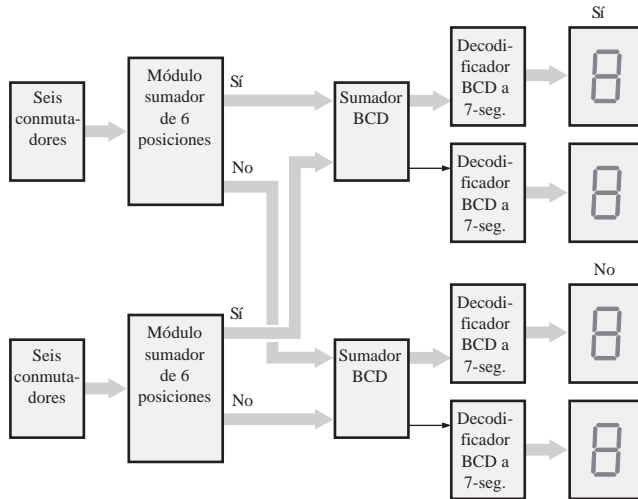 Sí
Decodi-
ficador
BCD a
7-seg.
Módulo
sumador
de 6
posiciones
Sí
No
Seis
conmuta-
dores
Sumador
BCD
Decodi-
ficador
BCD a
7-seg.
No
Decodi-
ficador
BCD a
7-seg.
Módulo
sumador
de 6
posiciones
Sí
No
Seis
conmuta-
dores
Sumador
BCD
Decodi-
ficador
BCD a
7-seg.